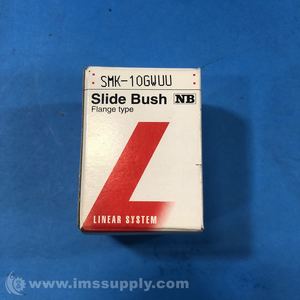 SMK-10GWUU
Slide Bush NB
Flange type
LINEAR SYSTEM
www.imssupply.com